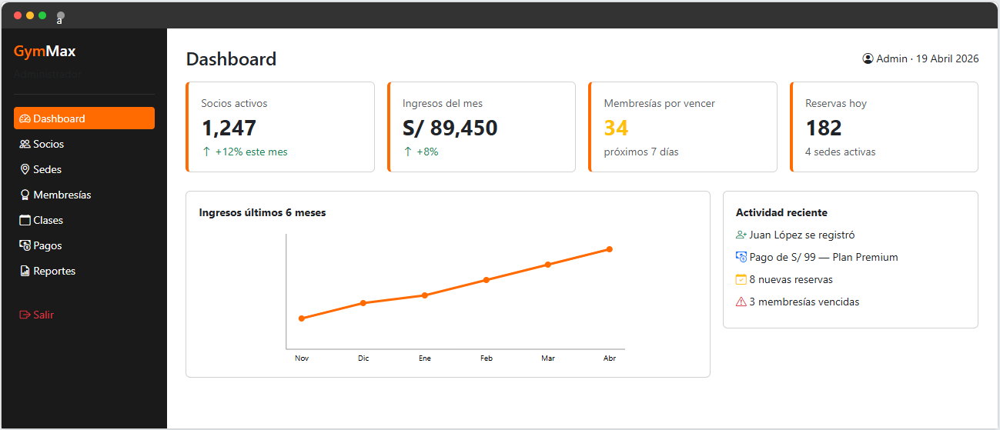 a
GymMax
Administrador
Dashboard
Socios
Sedes
Membresías
Clases
Pagos
Reportes
Salir
Dashboard
Admin · 19 Abril 2026
Socios activos
1,247
↑ +12% este mes
Ingresos del mes
S/ 89,450
↑ +8%
Membresías por vencer
34
próximos 7 días
Reservas hoy
182
4 sedes activas
Ingresos últimos 6 meses
Nov Dic Ene Feb Mar Abr
Actividad reciente
Juan López se registró
Pago de S/ 99 — Plan Premium
8 nuevas reservas
3 membresías vencidas